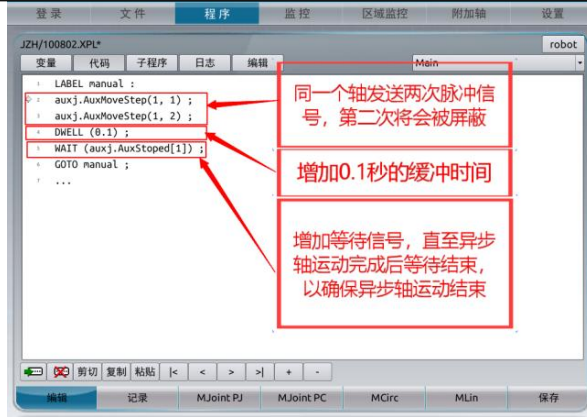 登录 文件 程序 监控 区域监控 附加轴 设置
JZH/100802.XPL* robot
变量 代码 子程序 日志 编辑 Main
1 LABEL manual :
2 auxj.AuxMoveStep(1, 1) ;
3 auxj.AuxMoveStep(1, 2) ;
4 DWELL (0.1) ;
5 WAIT (auxj.AuxStoped[1]) ;
6 GOTO manual ;
7 ...
同一个轴发送两次脉冲信
号，第二次将会被屏蔽
增加0.1秒的缓冲时间
增加等待信号，直至异步
轴运动完成后等待结束，
以确保异步轴运动结束
剪切 复制 粘贴 |< < > >| + -
编辑 记录 MJoint PJ MJoint PC MCirc MLin 保存